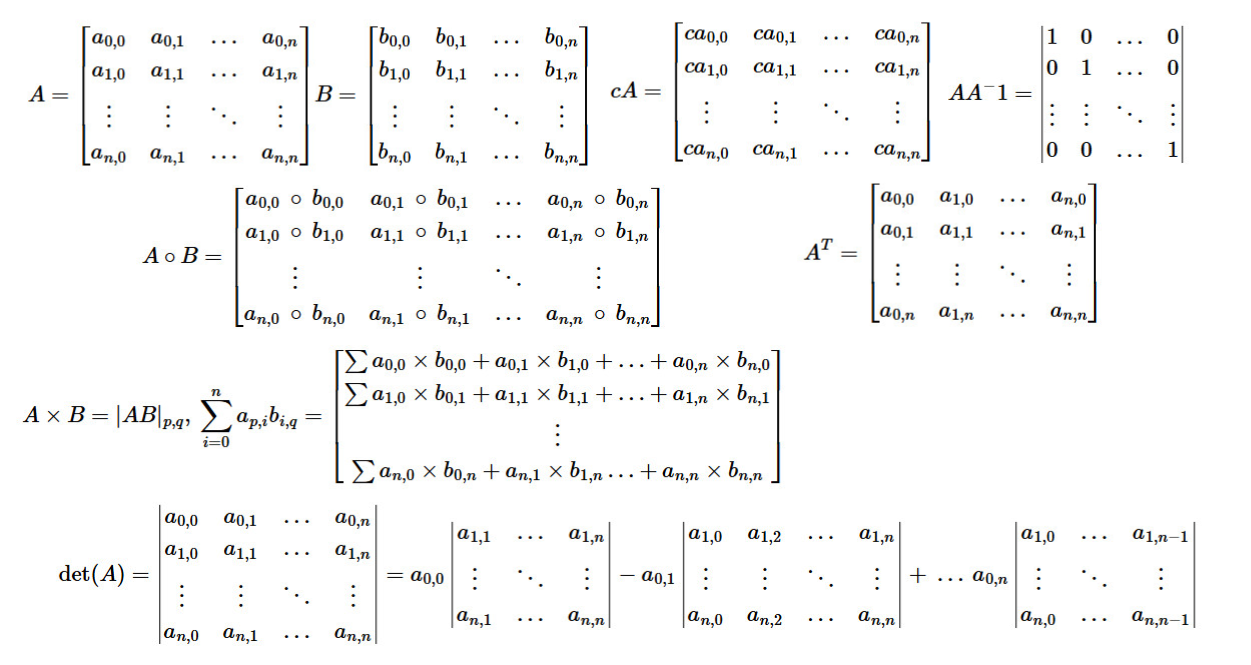 A = \begin{bmatrix} a_{0,0} & a_{0,1} & \dots & a_{0,n} \\ a_{1,0} & a_{1,1} & \dots & a_{1,n} \\ \vdots & \vdots & \ddots & \vdots \\ a_{n,0} & a_{n,1} & \dots & a_{n,n} \end{bmatrix} B = \begin{bmatrix} b_{0,0} & b_{0,1} & \dots & b_{0,n} \\ b_{1,0} & b_{1,1} & \dots & b_{1,n} \\ \vdots & \vdots & \ddots & \vdots \\ b_{n,0} & b_{n,1} & \dots & b_{n,n} \end{bmatrix} cA = \begin{bmatrix} ca_{0,0} & ca_{0,1} & \dots & ca_{0,n} \\ ca_{1,0} & ca_{1,1} & \dots & ca_{1,n} \\ \vdots & \vdots & \ddots & \vdots \\ ca_{n,0} & ca_{n,1} & \dots & ca_{n,n} \end{bmatrix} AA^{-}1 = \begin{vmatrix} 1 & 0 & \dots & 0 \\ 0 & 1 & \dots & 0 \\ \vdots & \vdots & \ddots & \vdots \\ 0 & 0 & \dots & 1 \end{vmatrix}
A \circ B = \begin{bmatrix} a_{0,0} \circ b_{0,0} & a_{0,1} \circ b_{0,1} & \dots & a_{0,n} \circ b_{0,n} \\ a_{1,0} \circ b_{1,0} & a_{1,1} \circ b_{1,1} & \dots & a_{1,n} \circ b_{1,n} \\ \vdots & \vdots & \ddots & \vdots \\ a_{n,0} \circ b_{n,0} & a_{n,1} \circ b_{n,1} & \dots & a_{n,n} \circ b_{n,n} \end{bmatrix} A^T = \begin{bmatrix} a_{0,0} & a_{1,0} & \dots & a_{n,0} \\ a_{0,1} & a_{1,1} & \dots & a_{n,1} \\ \vdots & \vdots & \ddots & \vdots \\ a_{0,n} & a_{1,n} & \dots & a_{n,n} \end{bmatrix}
A \times B = |AB|_{p,q}, \sum_{i=0}^{n} a_{p,i} b_{i,q} = \begin{bmatrix} \sum a_{0,0} \times b_{0,0} + a_{0,1} \times b_{1,0} + \dots + a_{0,n} \times b_{n,0} \\ \sum a_{1,0} \times b_{0,1} + a_{1,1} \times b_{1,1} + \dots + a_{1,n} \times b_{n,1} \\ \vdots \\ \sum a_{n,0} \times b_{0,n} + a_{n,1} \times b_{1,n} \dots + a_{n,n} \times b_{n,n} \end{bmatrix}
\det(A) = \begin{vmatrix} a_{0,0} & a_{0,1} & \dots & a_{0,n} \\ a_{1,0} & a_{1,1} & \dots & a_{1,n} \\ \vdots & \vdots & \ddots & \vdots \\ a_{n,0} & a_{n,1} & \dots & a_{n,n} \end{vmatrix} = a_{0,0} \begin{vmatrix} a_{1,1} & \dots & a_{1,n} \\ \vdots & \ddots & \vdots \\ a_{n,1} & \dots & a_{n,n} \end{vmatrix} - a_{0,1} \begin{vmatrix} a_{1,0} & a_{1,2} & \dots & a_{1,n} \\ \vdots & \vdots & \ddots & \vdots \\ a_{n,0} & a_{n,2} & \dots & a_{n,n} \end{vmatrix} + \dots a_{0,n} \begin{vmatrix} a_{1,0} & \dots & a_{1,n-1} \\ \vdots & \ddots & \vdots \\ a_{n,0} & \dots & a_{n,n-1} \end{vmatrix}